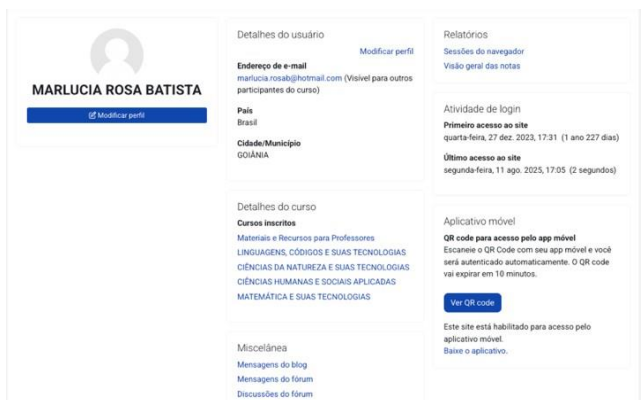 MARLUCIA ROSA BATISTA
Modificar perfil
Detalhes do usuário
Modificar perfil
Endereço de e-mail
marlucia.rosab@hotmail.com (Visível para outros
participantes do curso)
País
Brasil
Cidade/Município
GOIÂNIA
Detalhes do curso
Cursos inscritos
Materiais e Recursos para Professores
LINGUAGENS, CÓDIGOS E SUAS TECNOLOGIAS
CIÊNCIAS DA NATUREZA E SUAS TECNOLOGIAS
CIÊNCIAS HUMANAS E SOCIAIS APLICADAS
MATEMÁTICA E SUAS TECNOLOGIAS
Miscelânea
Mensagens do blog
Mensagens do fórum
Discussões do fórum
Relatórios
Sessões do navegador
Visão geral das notas
Atividade de login
Primeiro acesso ao site
quarta-feira, 27 dez. 2023, 17:31 (1 ano 227 dias)
Último acesso ao site
segunda-feira, 11 ago. 2025, 17:05 (2 segundos)
Aplicativo móvel
QR code para acesso pelo app móvel
Escaneie o QR Code com seu app móvel e você
será autenticado automaticamente. O QR code
vai expirar em 10 minutos.
Ver QR code
Este site está habilitado para acesso pelo
aplicativo móvel.
Baixe o aplicativo.